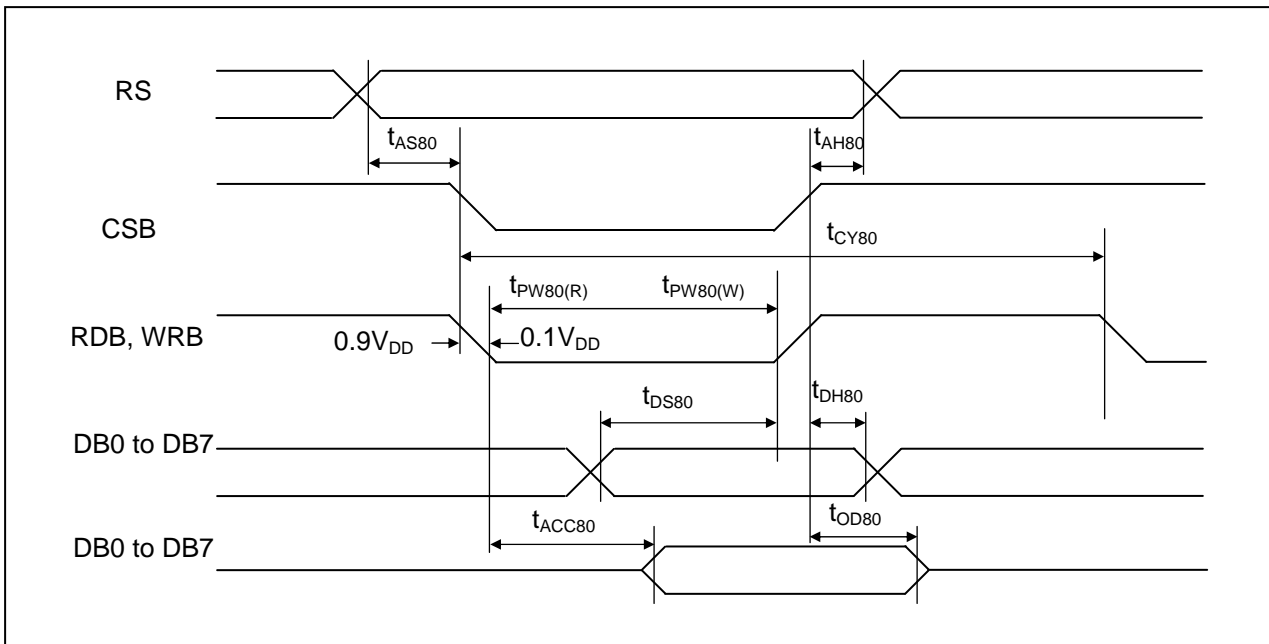 RS
tAS80
tAH80
CSB
tCY80
tPW80(R)
tPW80(W)
RDB, WRB
0.9VDD
0.1VDD
tDS80
tDH80
DB0 to DB7
tACC80
tOD80
DB0 to DB7